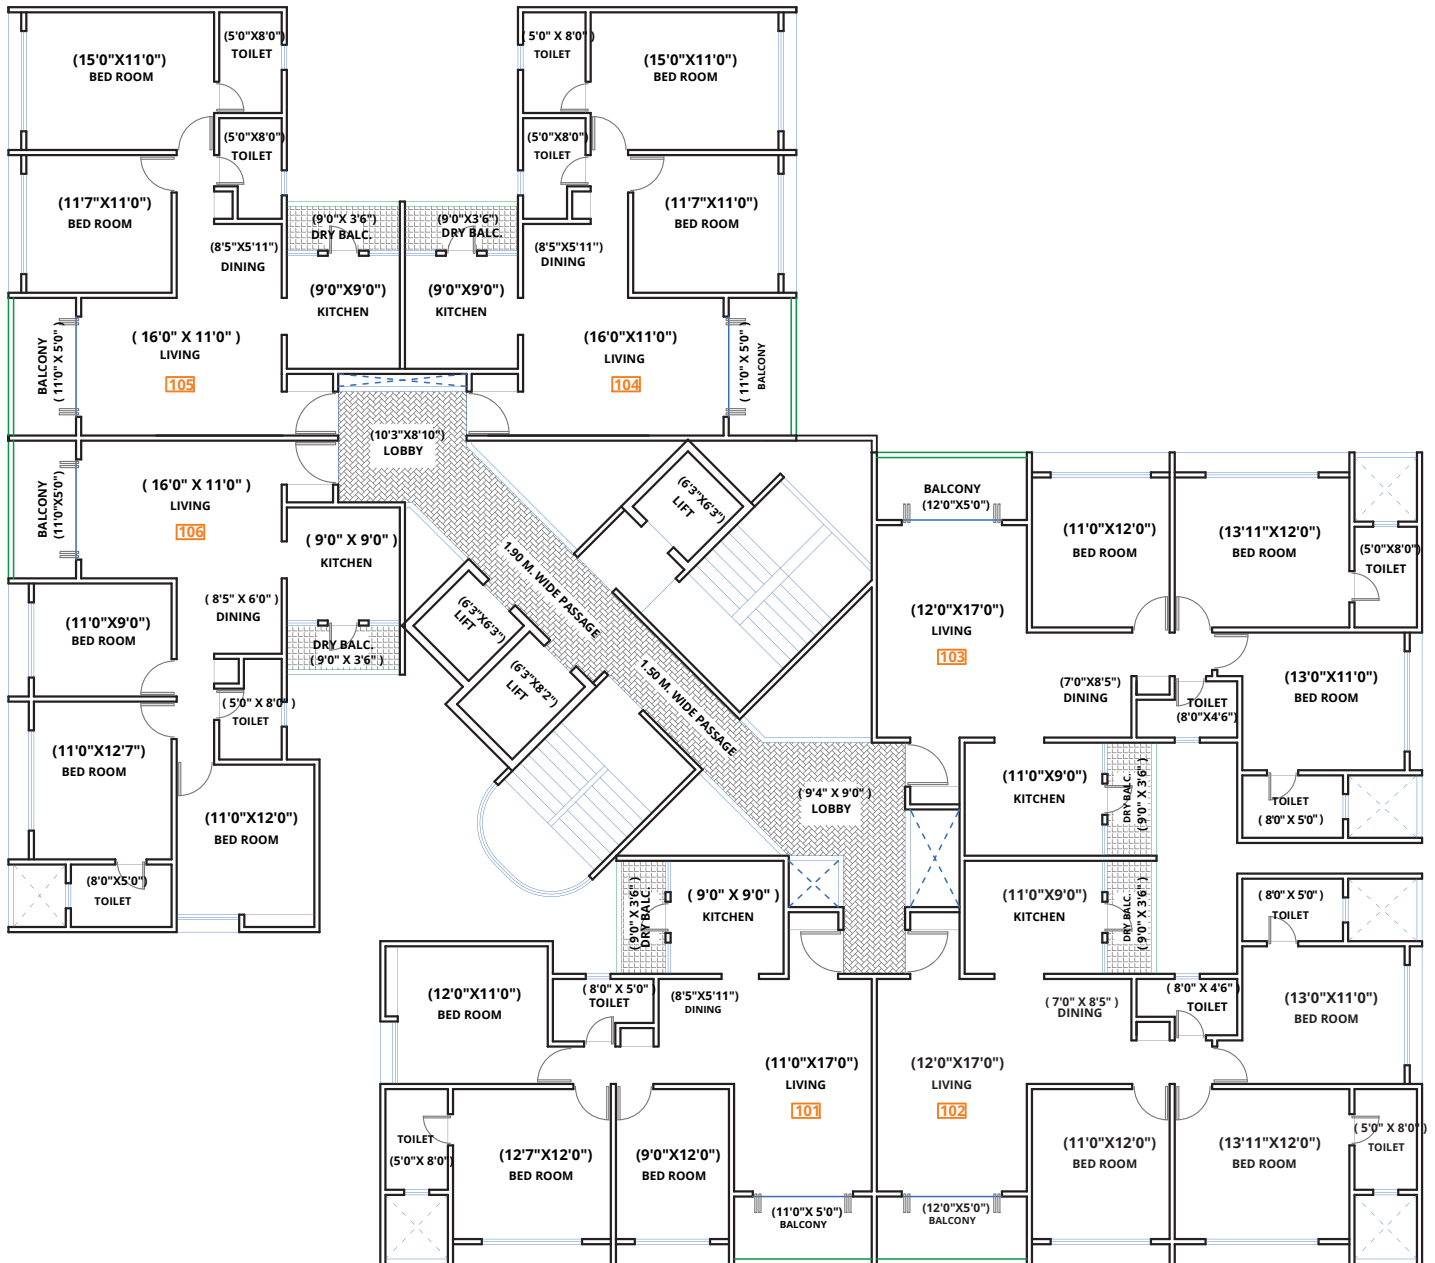 (15'0"X11'0")
BED ROOM
(5'0"X8'0")
TOILET
(5'0"X8'0")
TOILET
(11'7"X11'0")
BED ROOM
(8'5"X5'11")
DINING
(9'0"X 3'6")
DRY BALC.
(9'0"X9'0")
KITCHEN
( 16'0" X 11'0" )
LIVING
105
BALCONY
( 11'0" X 5'0" )
( 5'0" X 8'0")
TOILET
(15'0"X11'0")
BED ROOM
(5'0"X8'0")
TOILET
(11'7"X11'0")
BED ROOM
(9'0"X3'6")
DRY BALC.
(8'5"X5'11")
DINING
(9'0"X9'0")
KITCHEN
(16'0"X11'0")
LIVING
104
( 11'0" X 5'0" )
BALCONY
(10'3"X8'10")
LOBBY
BALCONY
(11'0"X5'0")
( 16'0" X 11'0" )
LIVING
106
( 9'0" X 9'0" )
KITCHEN
( 8'5" X 6'0" )
DINING
DRY BALC.
( 9'0" X 3'6" )
(11'0"X9'0")
BED ROOM
( 5'0" X 8'0" )
TOILET
(11'0"X12'7")
BED ROOM
(11'0"X12'0")
BED ROOM
(8'0"X5'0")
TOILET
(6'3"X6'3")
LIFT
1.90 M. WIDE PASSAGE
(6'3"X6'3")
LIFT
(6'3"X8'2")
LIFT
1.50 M. WIDE PASSAGE
( 9'4" X 9'0" )
LOBBY
BALCONY
(12'0"X5'0")
(11'0"X12'0")
BED ROOM
(13'11"X12'0")
BED ROOM
(5'0"X8'0")
TOILET
(12'0"X17'0")
LIVING
103
(7'0"X8'5")
DINING
TOILET
(8'0"X4'6")
(13'0"X11'0")
BED ROOM
(11'0"X9'0")
KITCHEN
DRY BALC.
( 9'0" X 3'6" )
TOILET
( 8'0" X 5'0" )
( 9'0" X 3'6" )
DRY BALC.
( 9'0" X 9'0" )
KITCHEN
(11'0"X9'0")
KITCHEN
DRY BALC.
( 9'0" X 3'6" )
( 8'0" X 5'0" )
TOILET
(12'0"X11'0")
BED ROOM
( 8'0" X 5'0" )
TOILET
(8'5"X5'11")
DINING
( 7'0" X 8'5" )
DINING
( 8'0" X 4'6" )
TOILET
(13'0"X11'0")
BED ROOM
(11'0"X17'0")
LIVING
101
(12'0"X17'0")
LIVING
102
TOILET
(5'0"X 8'0")
(12'7"X12'0")
BED ROOM
(9'0"X12'0")
BED ROOM
(11'0"X12'0")
BED ROOM
(13'11"X12'0")
BED ROOM
( 5'0" X 8'0" )
TOILET
(11'0"X 5'0")
BALCONY
(12'0"X5'0")
BALCONY